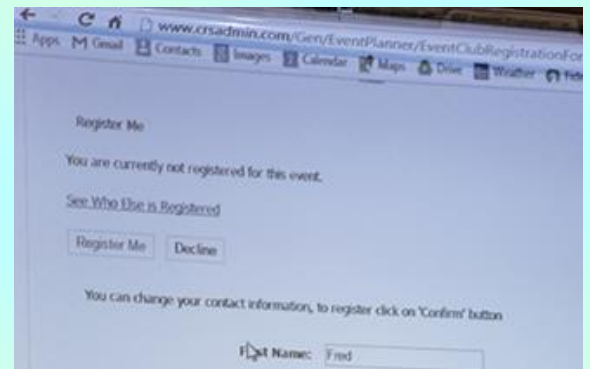 www.crsadmin.com/Gen/EventPlanner/EventClubRegistrationFor
Apps M Gmail Contacts Images Calendar Maps Drive Weather
Register Me
You are currently not registered for this event.
See Who Else is Registered
Register Me Decline
You can change your contact information, to register click on 'Confirm' button
First Name: Fred